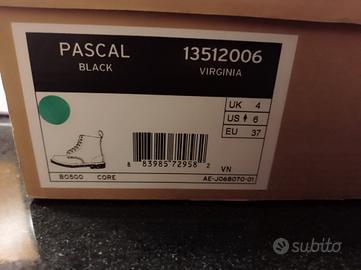 PASCAL 13512006
BLACK VIRGINIA
UK 4
US 6
EU 37
8 83985 72958 2
VN
80500 CORE AE-J068070-01
subito